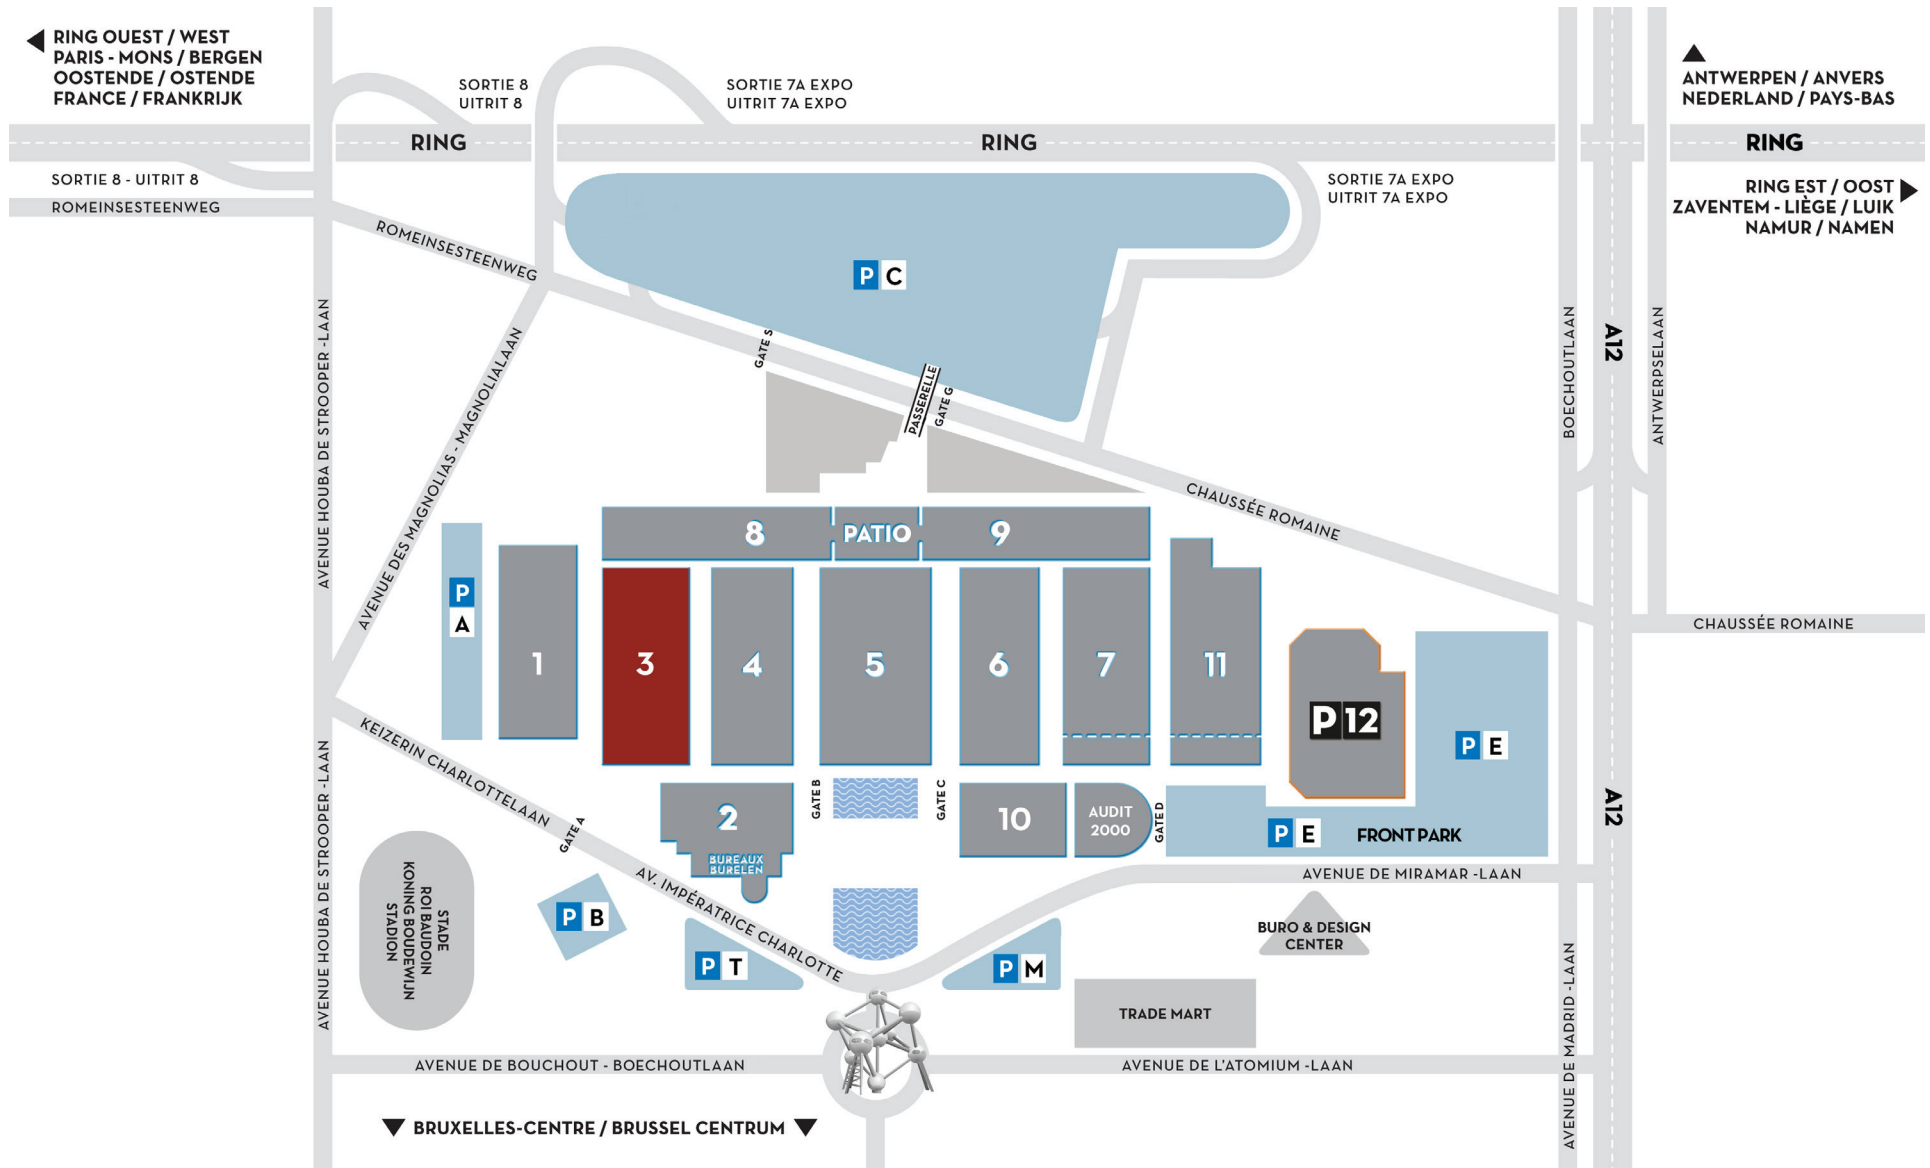 RING OUEST / WEST
PARIS - MONS / BERGEN
OOSTENDE / OSTENDE
FRANCE / FRANKRIJK
SORTIE 8
UITRIT 8
SORTIE 7A EXPO
UITRIT 7A EXPO
ANTWERPEN / ANVERS
NEDERLAND / PAYS-BAS
RING
RING
RING
SORTIE 8 - UITRIT 8
ROMEINSESTEENWEG
SORTIE 7A EXPO
UITRIT 7A EXPO
RING EST / OOST
ZAVENTEM - LIÈGE / LUIK
NAMUR / NAMEN
ROMEINSESTEENWEG
P C
AVENUE HOUBA DE STROOPER -LAAN
AVENUE DES MAGNOLIAS - MAGNOLIALAAN
GATE S
PASSERELLE
GATE G
BOECHOUTLAAN
A12
ANTWERPSELAAN
CHAUSSÉE ROMAINE
CHAUSSÉE ROMAINE
8
PATIO
9
P
A
1
3
4
5
6
7
11
P 12
P E
KEIZERIN CHARLOTTELAAN
GATE A
AVENUE HOUBA DE STROOPER -LAAN
2
BUREAUX
BURELEN
GATE B
GATE C
10
AUDIT
2000
GATE D
P E
FRONT PARK
A12
AVENUE DE MIRAMAR -LAAN
STADE
ROI BAUDOIN
KONING BOUDEWIJN
STADION
P B
AV. IMPÉRATRICE CHARLOTTE
P T
P M
BURO & DESIGN
CENTER
TRADE MART
AVENUE DE MADRID -LAAN
AVENUE DE BOUCHOUT - BOECHOUTLAAN
AVENUE DE L'ATOMIUM -LAAN
BRUXELLES-CENTRE / BRUSSEL CENTRUM